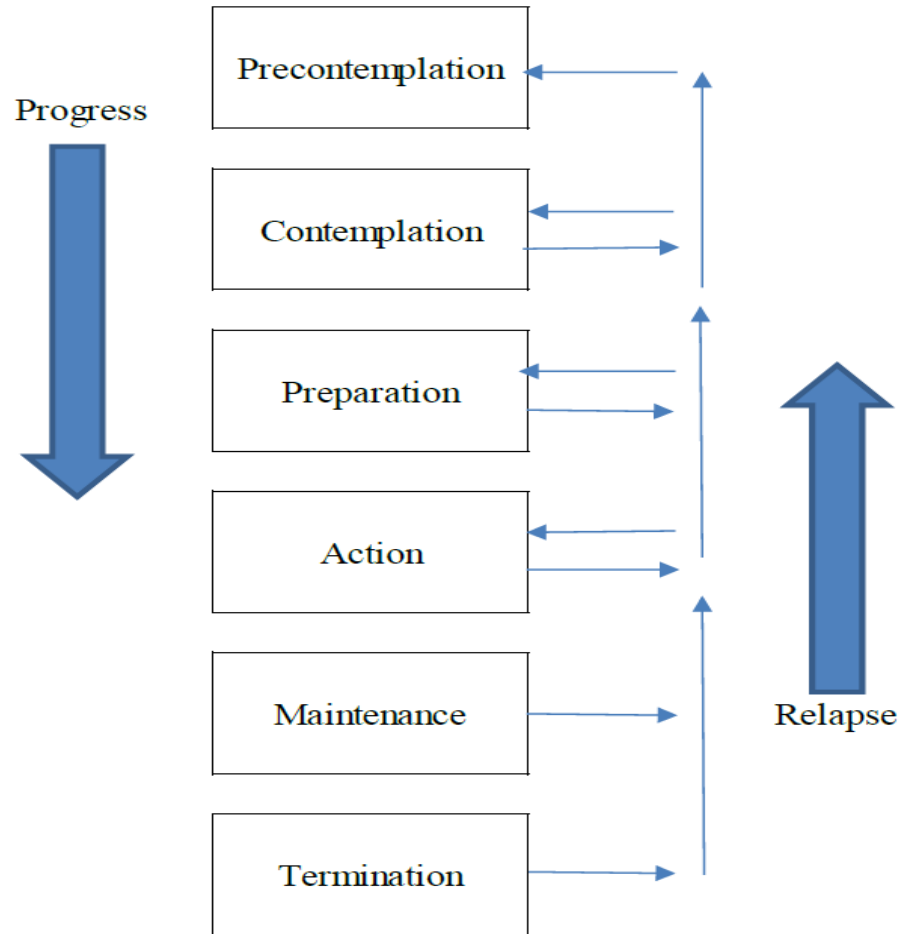 Precontemplation
Progress
Contemplation
Preparation
Action
Maintenance
Relapse
Termination